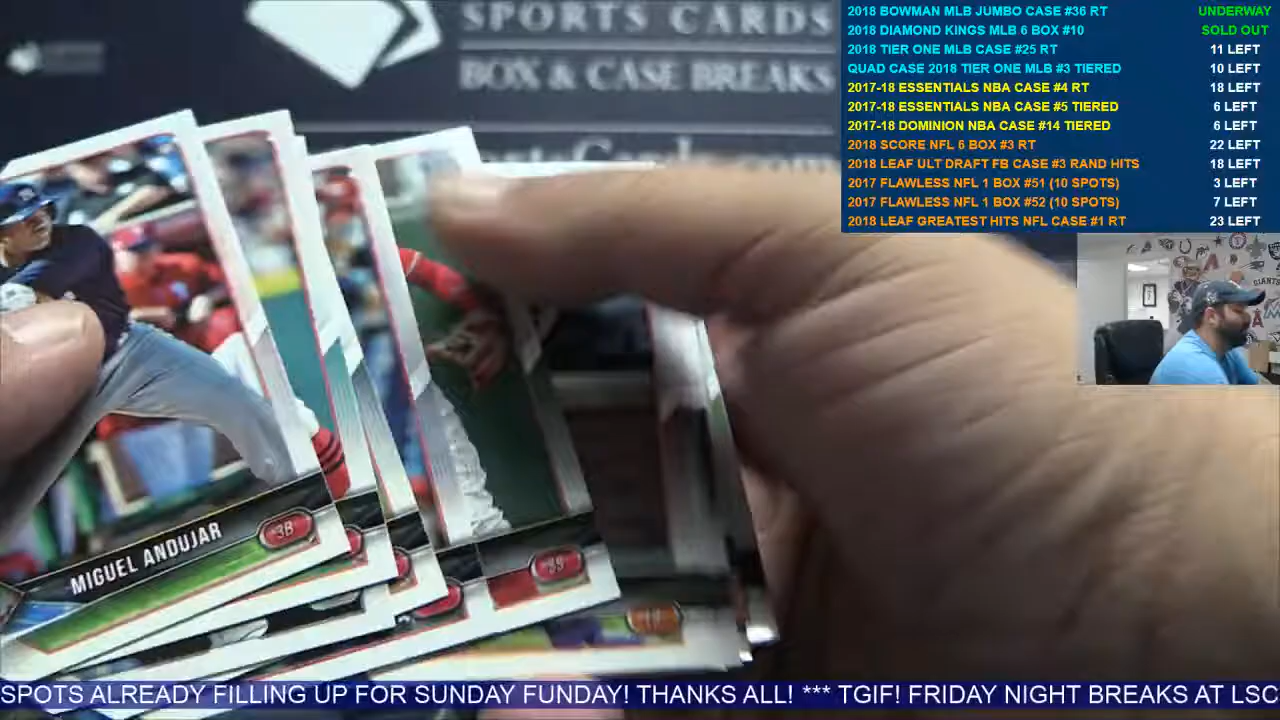 SPORTS CARDS
BOX & CASE BREAKS
2018 BOWMAN MLB JUMBO CASE #36 RT UNDERWAY
2018 DIAMOND KINGS MLB 6 BOX #10 SOLD OUT
2018 TIER ONE MLB CASE #25 RT 11 LEFT
QUAD CASE 2018 TIER ONE MLB #3 TIERED 10 LEFT
2017-18 ESSENTIALS NBA CASE #4 RT 18 LEFT
2017-18 ESSENTIALS NBA CASE #5 TIERED 6 LEFT
2017-18 DOMINION NBA CASE #14 TIERED 6 LEFT
2018 SCORE NFL 6 BOX #3 RT 22 LEFT
2018 LEAF ULT DRAFT FB CASE #3 RAND HITS 18 LEFT
2017 FLAWLESS NFL 1 BOX #51 (10 SPOTS) 3 LEFT
2017 FLAWLESS NFL 1 BOX #52 (10 SPOTS) 7 LEFT
2018 LEAF GREATEST HITS NFL CASE #1 RT 23 LEFT
GIANTS
MIGUEL ANDUJAR 3B
SS
SPOTS ALREADY FILLING UP FOR SUNDAY FUNDAY! THANKS ALL! *** TGIF! FRIDAY NIGHT BREAKS AT LSC